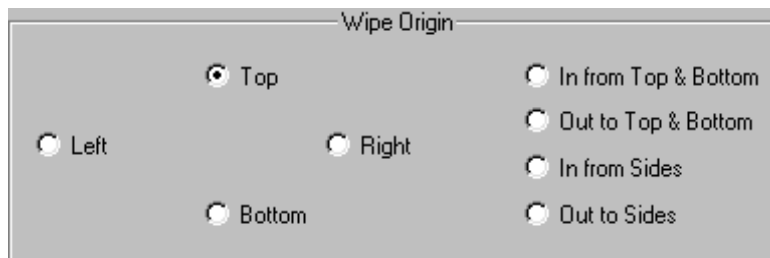 Wipe Origin
Top
Left
Right
Bottom
In from Top & Bottom
Out to Top & Bottom
In from Sides
Out to Sides